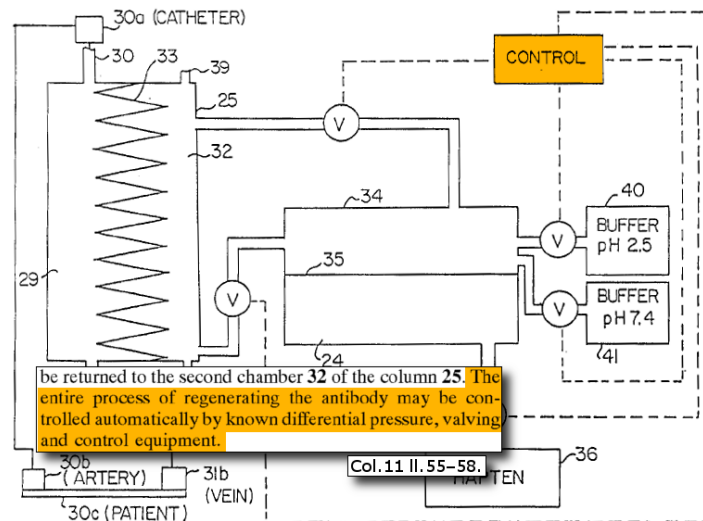 30a (CATHETER)
30
33
39
CONTROL
25
V
32
34
40
BUFFER
pH 2.5
V
35
29
V
V
BUFFER
pH 7.4
24
41
be returned to the second chamber 32 of the column 25. The
entire process of regenerating the antibody may be con-
trolled automatically by known differential pressure, valving
and control equipment.
Col.11 ll.55–58.
36
30b
(ARTERY)
31b
(VEIN)
HAPTEN
30c (PATIENT)